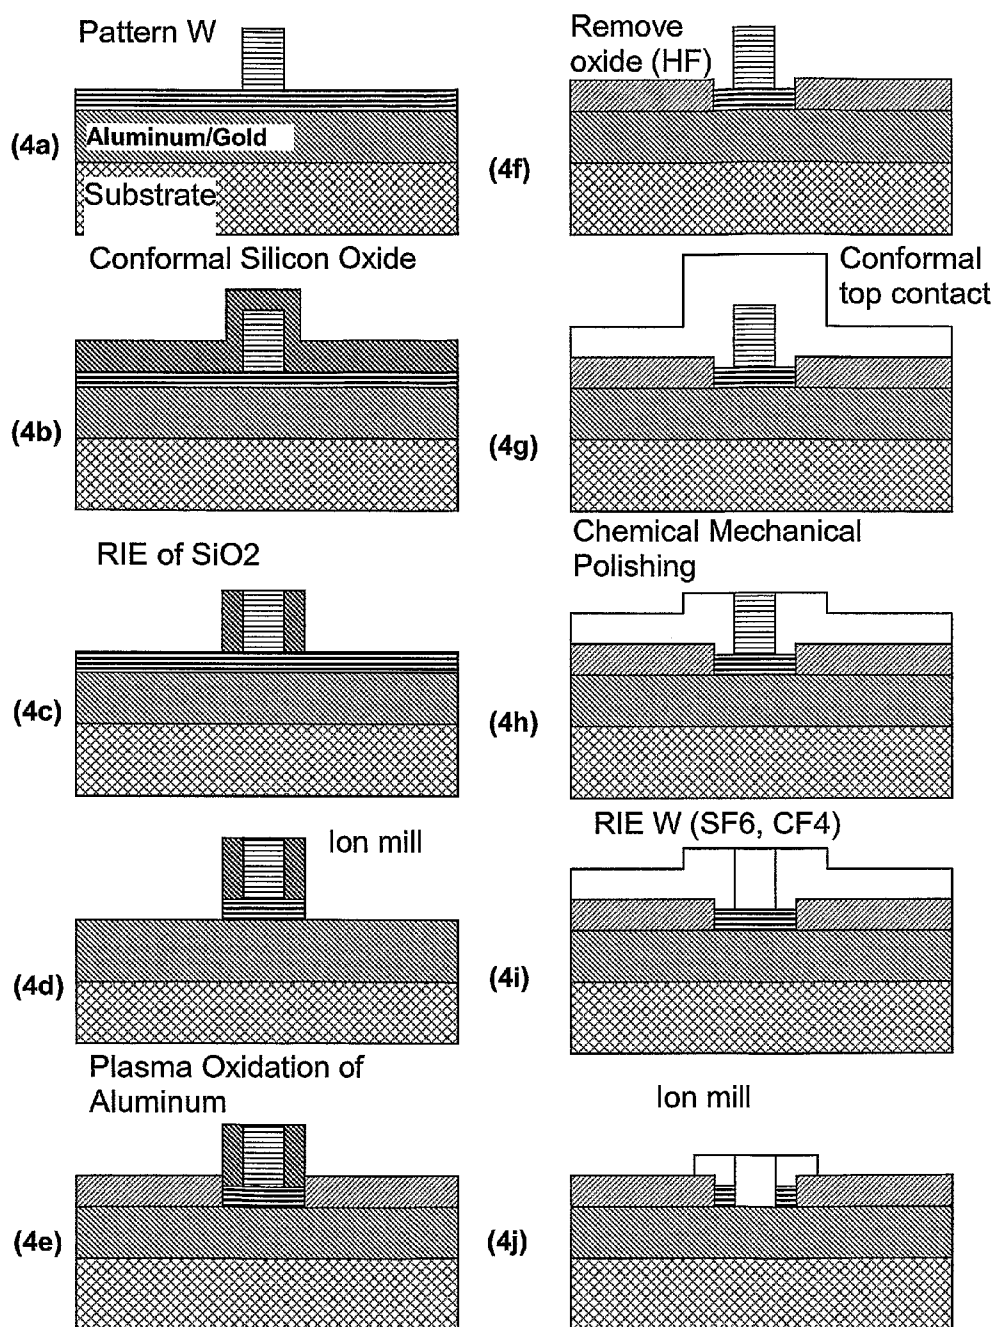 Pattern W
(4a)
Aluminum/Gold
Substrate
Conformal Silicon Oxide
(4b)
RIE of SiO2
(4c)
Ion mill
(4d)
Plasma Oxidation of
Aluminum
(4e)
Remove
oxide (HF)
(4f)
Conformal
top contact
(4g)
Chemical Mechanical
Polishing
(4h)
RIE W (SF6, CF4)
(4i)
Ion mill
(4j)